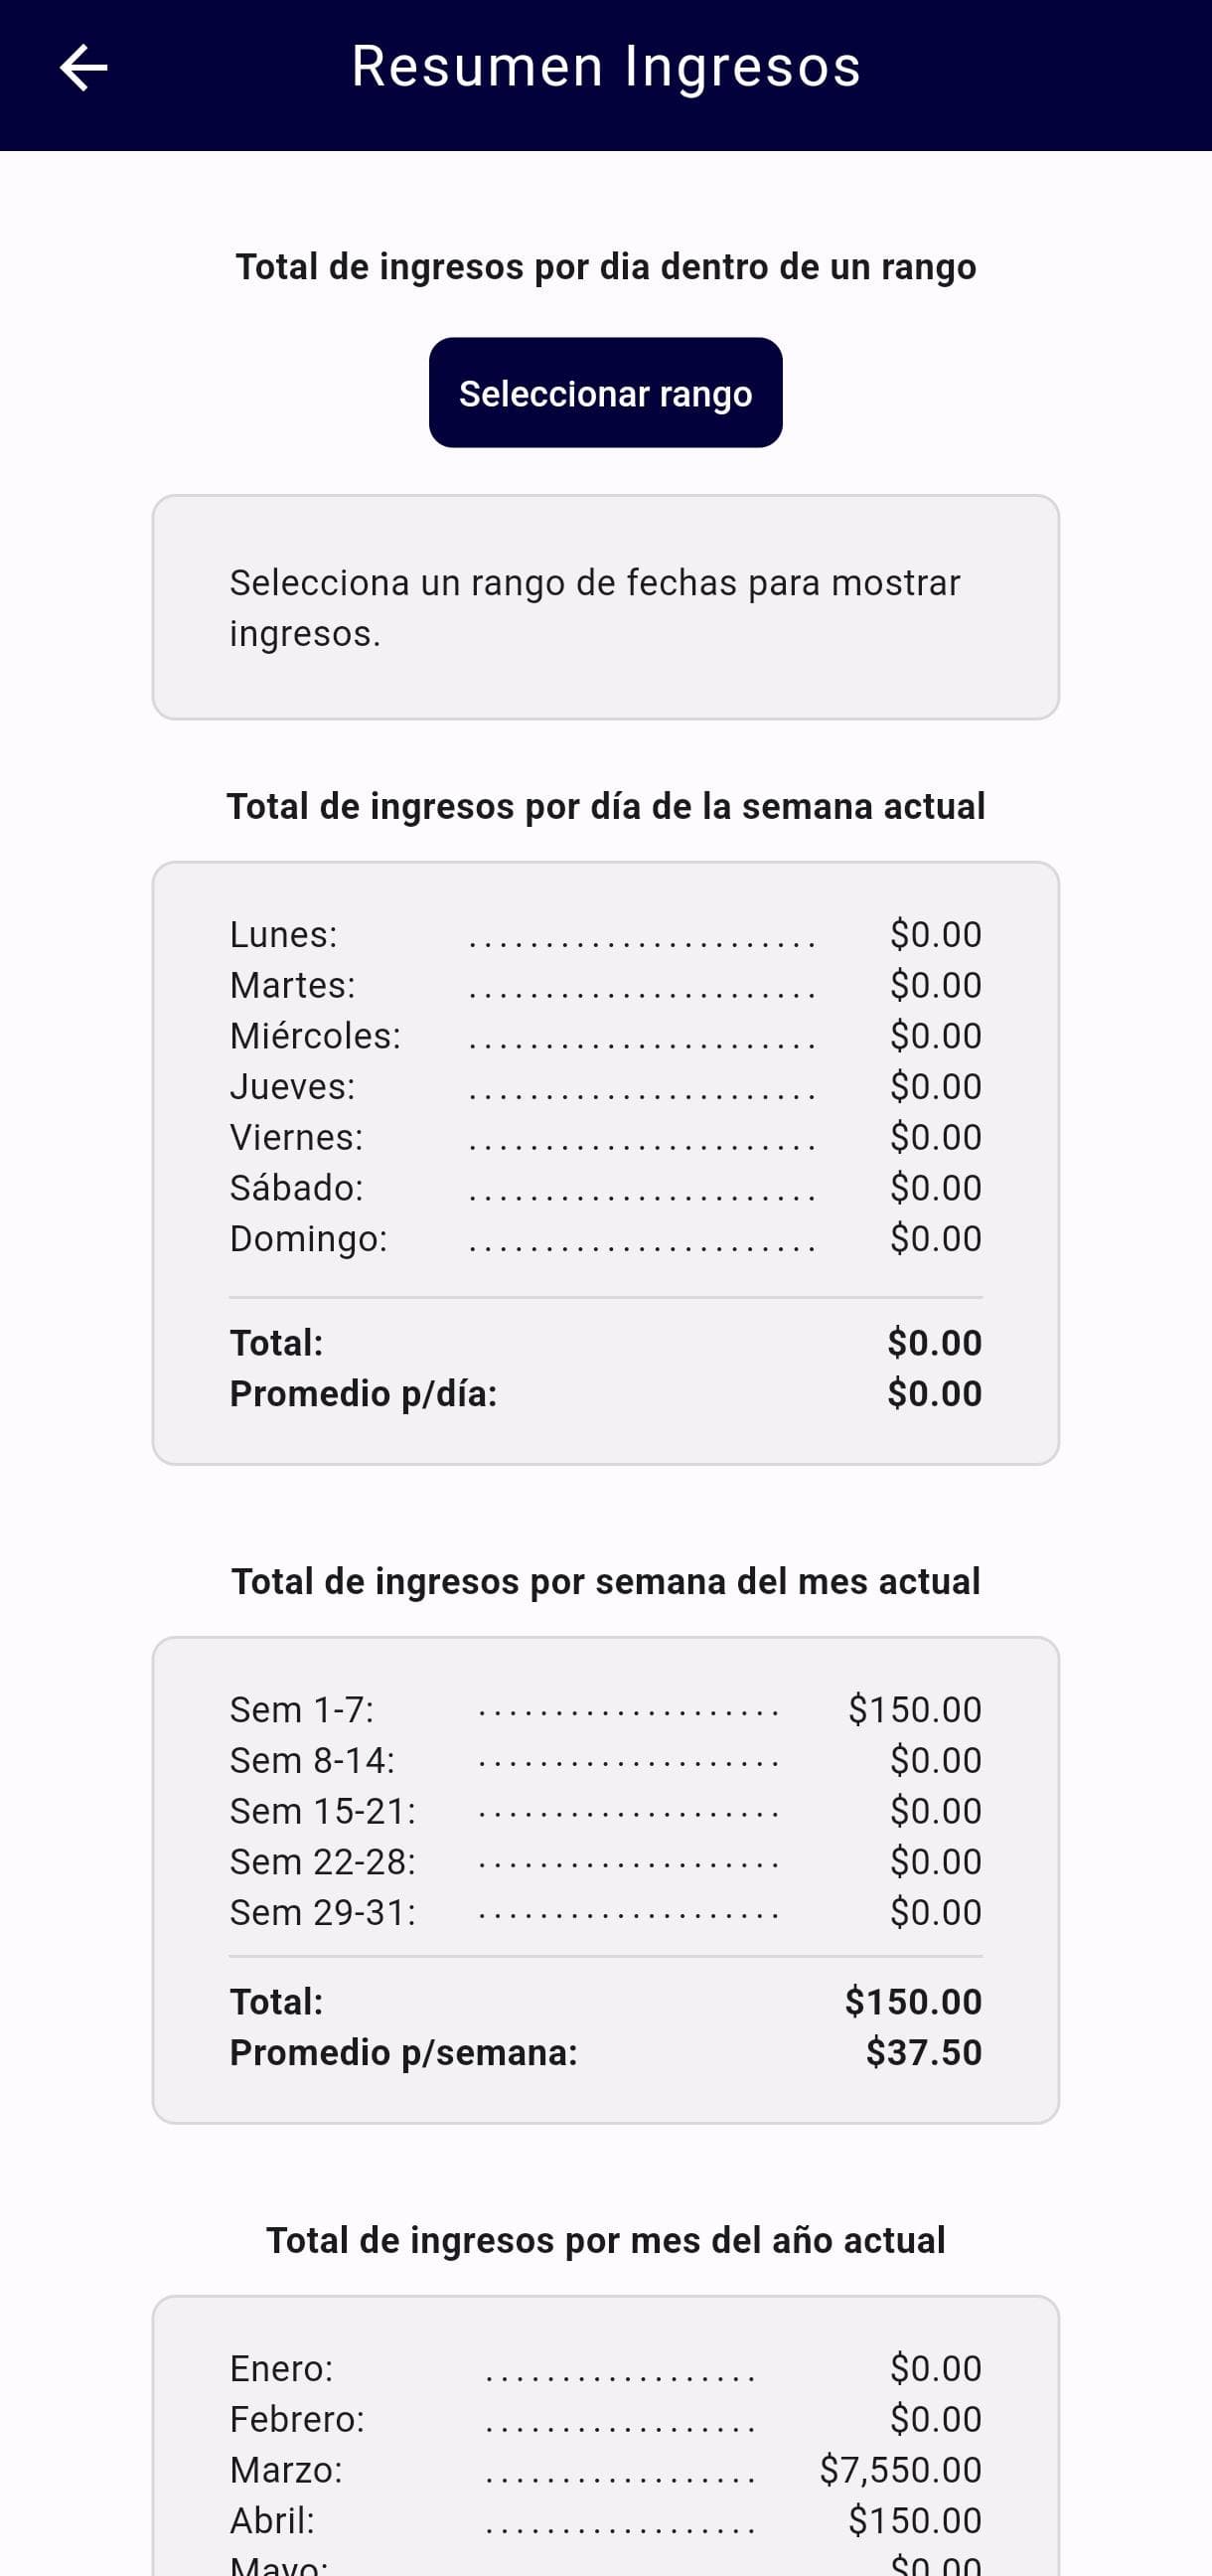 Resumen Ingresos
Total de ingresos por dia dentro de un rango
Seleccionar rango
Selecciona un rango de fechas para mostrar
ingresos.
Total de ingresos por día de la semana actual
Lunes: ....................... $0.00
Martes: ....................... $0.00
Miércoles: ....................... $0.00
Jueves: ....................... $0.00
Viernes: ....................... $0.00
Sábado: ....................... $0.00
Domingo: ....................... $0.00
Total: $0.00
Promedio p/día: $0.00
Total de ingresos por semana del mes actual
Sem 1-7: .................... $150.00
Sem 8-14: .................... $0.00
Sem 15-21: .................... $0.00
Sem 22-28: .................... $0.00
Sem 29-31: .................... $0.00
Total: $150.00
Promedio p/semana: $37.50
Total de ingresos por mes del año actual
Enero: .................. $0.00
Febrero: .................. $0.00
Marzo: .................. $7,550.00
Abril: .................. $150.00
Mayo: $0.00